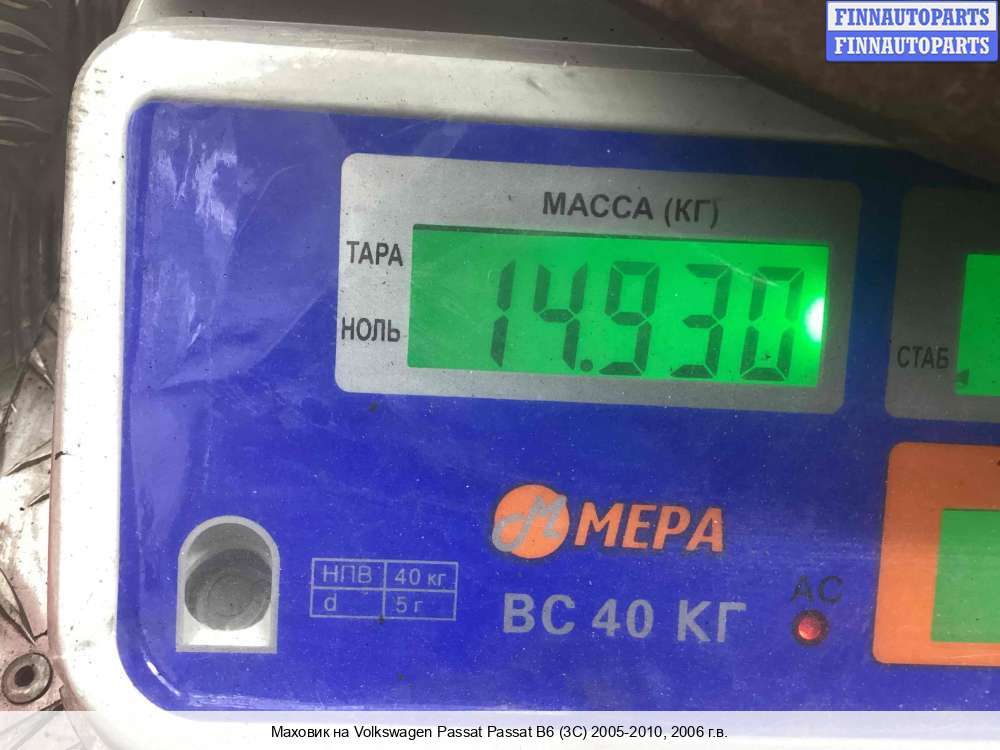 FINNAUTOPARTS
FINNAUTOPARTS
МАССА (КГ)
ТАРА
14.930
НОЛЬ
СТАБ
МЕРА
НПВ 40 кг
d 5 г
ВС 40 КГ
AC
Маховик на Volkswagen Passat Passat B6 (3C) 2005-2010, 2006 г.в.